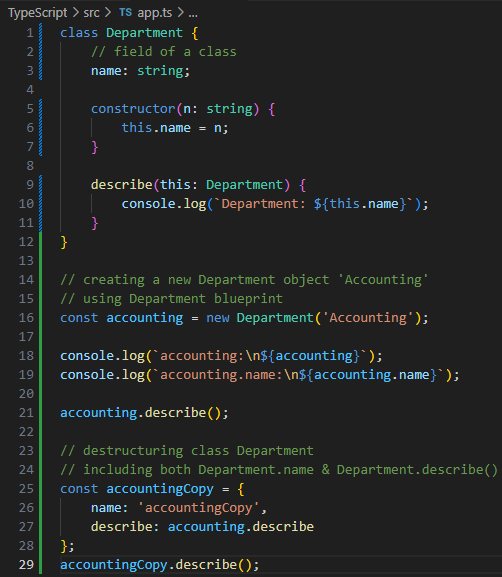 TypeScript > src > TS app.ts > ...
1 class Department {
2 // field of a class
3 name: string;
4
5 constructor(n: string) {
6 this.name = n;
7 }
8
9 describe(this: Department) {
10 console.log(`Department: ${this.name}`);
11 }
12 }
13
14 // creating a new Department object 'Accounting'
15 // using Department blueprint
16 const accounting = new Department('Accounting');
17
18 console.log(`accounting:\n${accounting}`);
19 console.log(`accounting.name:\n${accounting.name}`);
20
21 accounting.describe();
22
23 // destructuring class Department
24 // including both Department.name & Department.describe()
25 const accountingCopy = {
26 name: 'accountingCopy',
27 describe: accounting.describe
28 };
29 accountingCopy.describe();